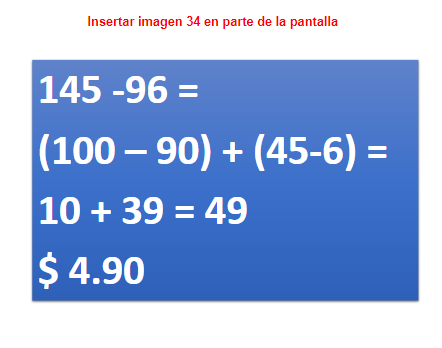 Insertar imagen 34 en parte de la pantalla
145 -96 =
(100 – 90) + (45-6) =
10 + 39 = 49
$ 4.90